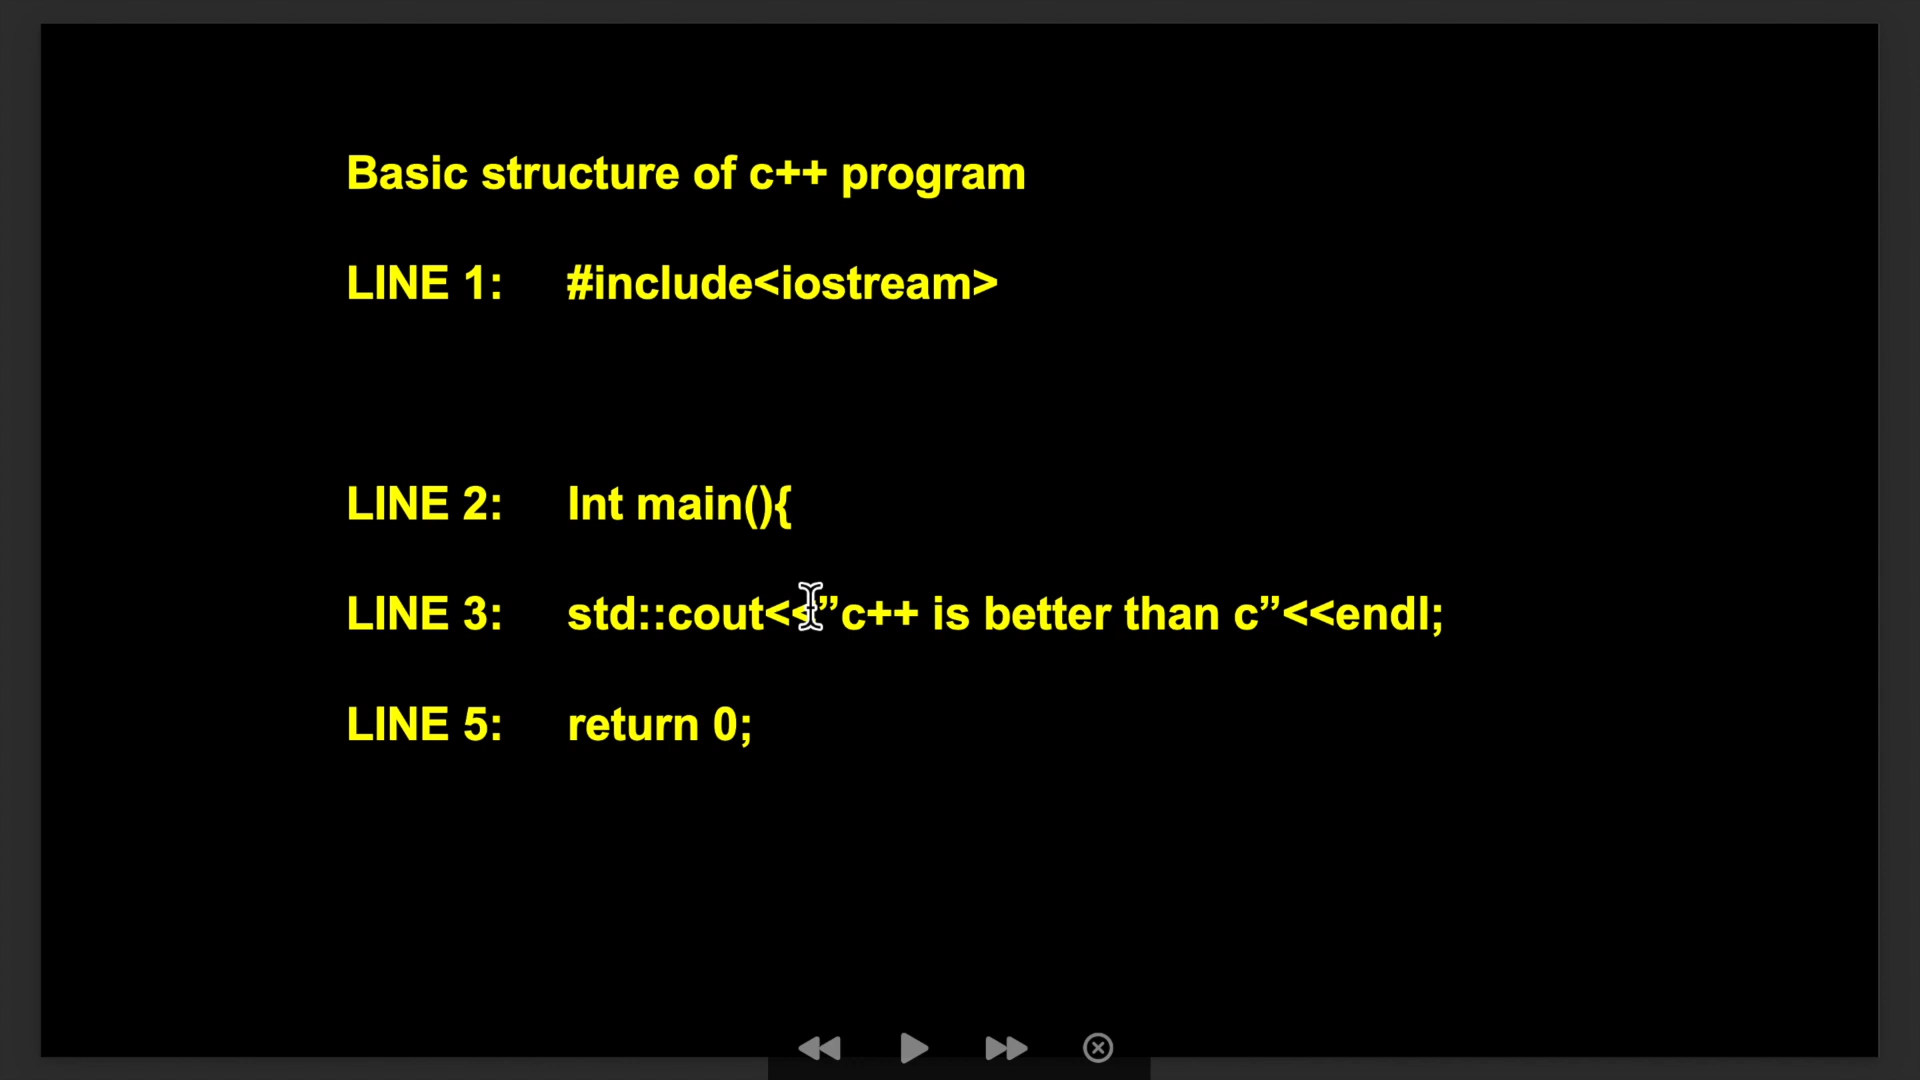 Basic structure of c++ program
LINE 1: #include<iostream>
LINE 2: Int main(){
LINE 3: std::cout<<”c++ is better than c”<<endl;
LINE 5: return 0;